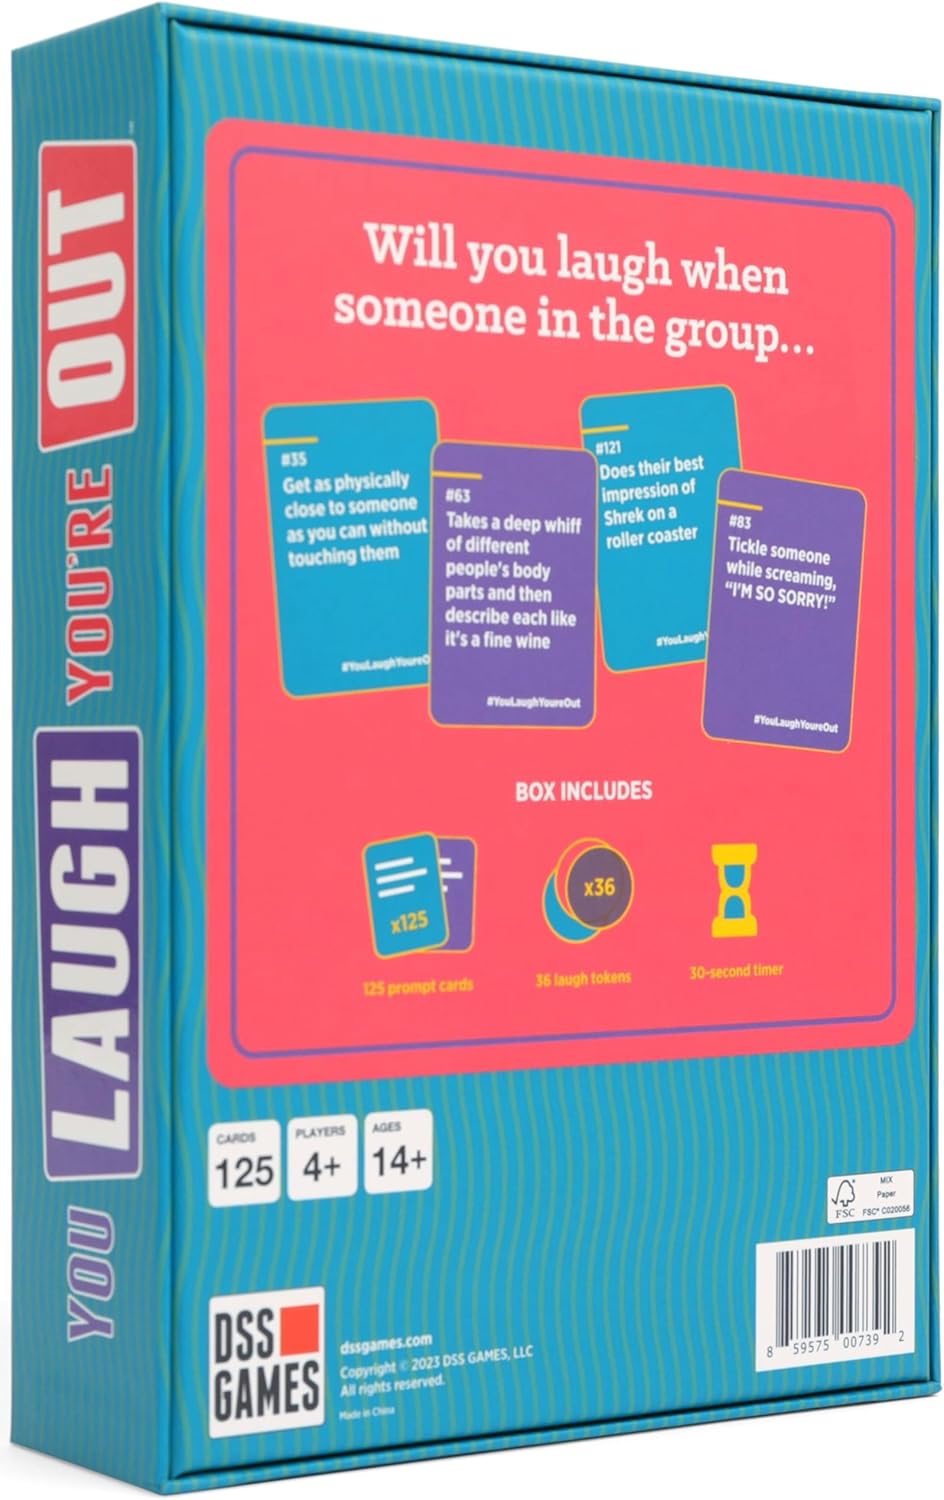 YOU LAUGH YOU'RE OUT
Will you laugh when
someone in the group...
#35
Get as physically
close to someone
as you can without
touching them
#YouLaughYoureO
#63
Takes a deep whiff
of different
people's body
parts and then
describe each like
it's a fine wine
#YouLaughYoureOut
#121
Does their best
impression of
Shrek on a
roller coaster
#YouLaughY
#83
Tickle someone
while screaming,
"I'M SO SORRY!"
#YouLaughYoureOut
BOX INCLUDES
x125
x36
125 prompt cards
36 laugh tokens
30-second timer
CARDS
125
PLAYERS
4+
AGES
14+
MIX
Paper
FSC
FSC® C020056
DSS
GAMES
dssgames.com
Copyright © 2023 DSS GAMES, LLC
All rights reserved.
Made in China
8 59575 00739 2